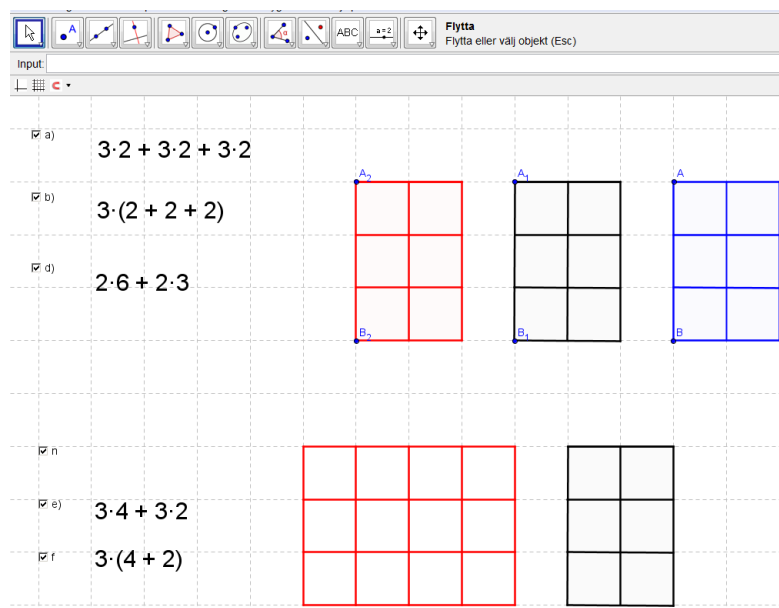 ABC
a=2
Flytta
Flytta eller välj objekt (Esc)
Input:
a)
3·2 + 3·2 + 3·2
A₂
A₁
A
b)
3·(2 + 2 + 2)
d)
2·6 + 2·3
B₂
B₁
B
n
e)
3·4 + 3·2
f
3·(4 + 2)